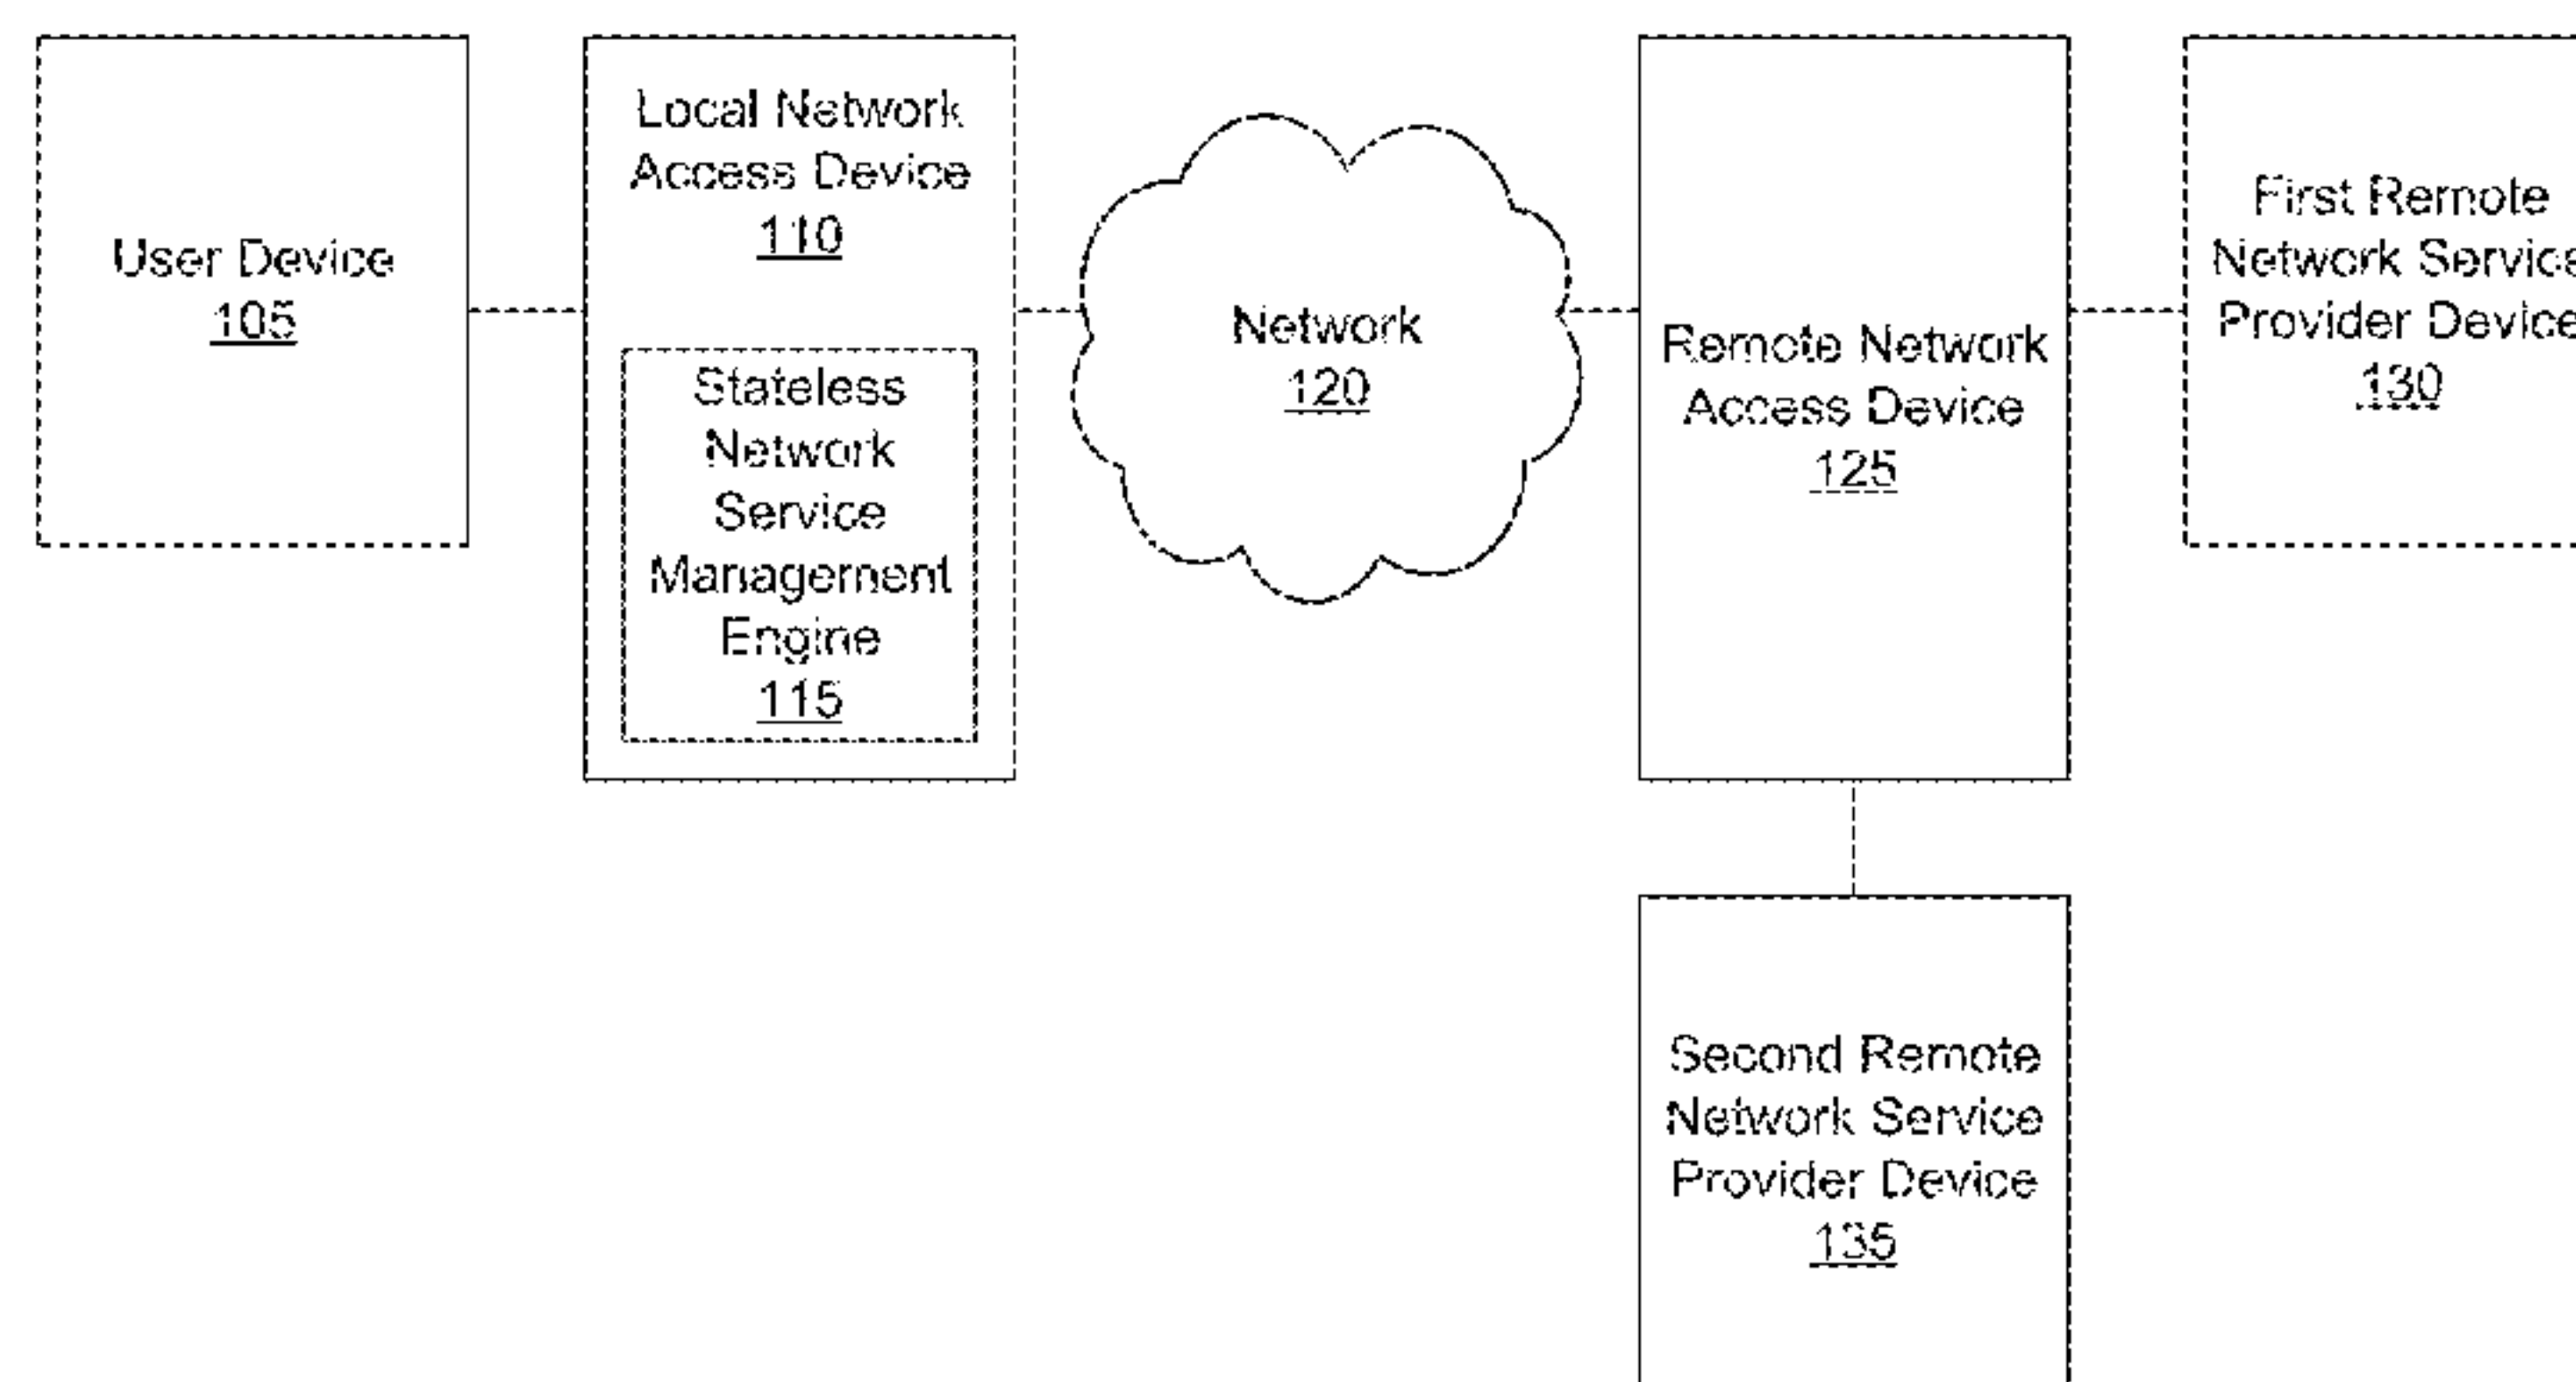 User Device
105
Local Network
Access Device
110
Stateless
Network
Service
Management
Engine
115
Network
120
Remote Network
Access Device
125
First Remote
Network Service
Provider Device
130
Second Remote
Network Service
Provider Device
135